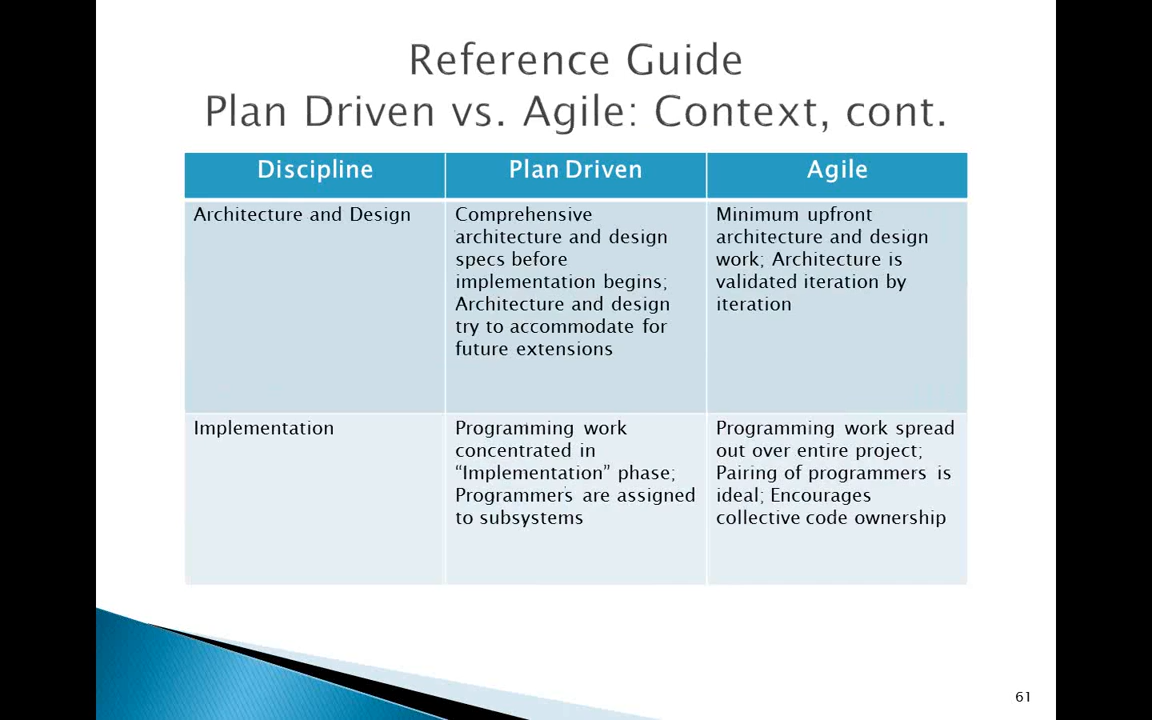 Reference Guide
Plan Driven vs. Agile: Context, cont.
Discipline
Plan Driven
Agile
Architecture and Design
Comprehensive
architecture and design
specs before
implementation begins;
Architecture and design
try to accommodate for
future extensions
Minimum upfront
architecture and design
work; Architecture is
validated iteration by
iteration
Implementation
Programming work
concentrated in
“Implementation” phase;
Programmers are assigned
to subsystems
Programming work spread
out over entire project;
Pairing of programmers is
ideal; Encourages
collective code ownership
61